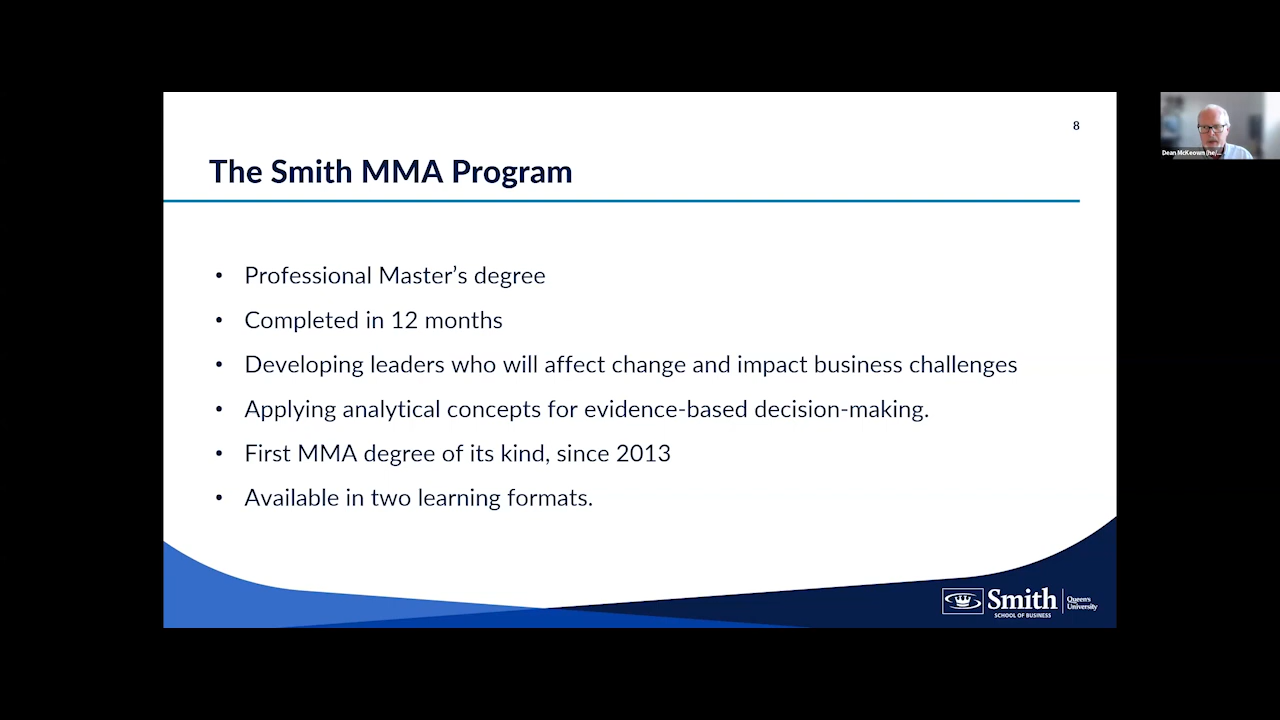 8
The Smith MMA Program
• Professional Master’s degree
• Completed in 12 months
• Developing leaders who will affect change and impact business challenges
• Applying analytical concepts for evidence-based decision-making.
• First MMA degree of its kind, since 2013
• Available in two learning formats.
Smith
SCHOOL OF BUSINESS
Queen's
University
Dean McKeown (he/...